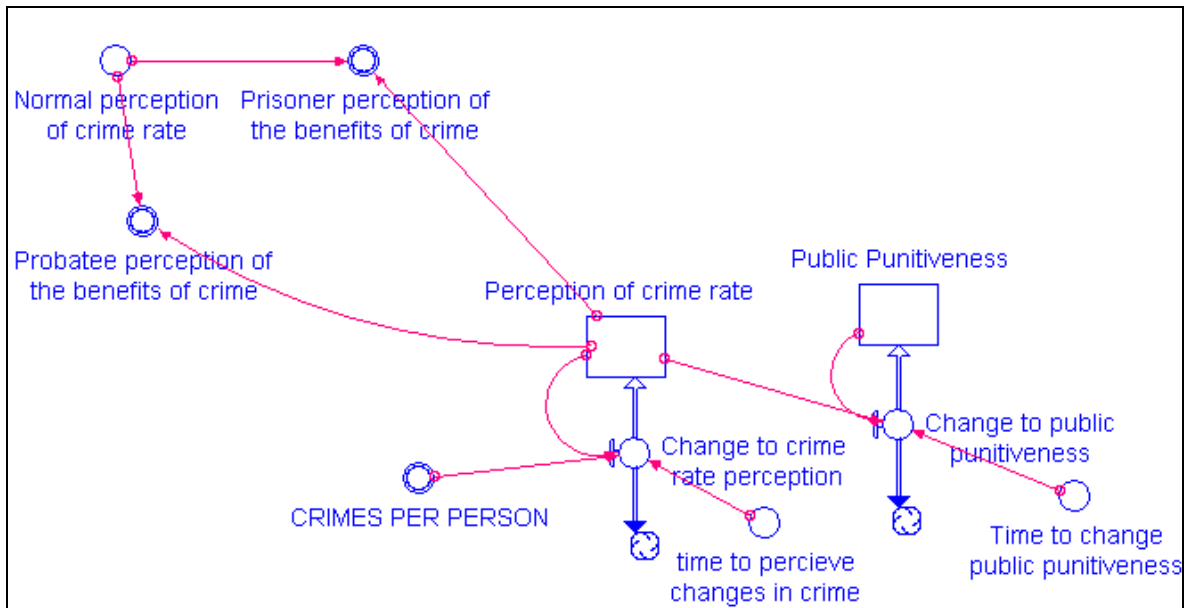 Normal perception
of crime rate
Prisoner perception of
the benefits of crime
Probatee perception of
the benefits of crime
Perception of crime rate
Public Punitiveness
Change to crime
rate perception
Change to public
punitiveness
CRIMES PER PERSON
time to percieve
changes in crime
Time to change
public punitiveness